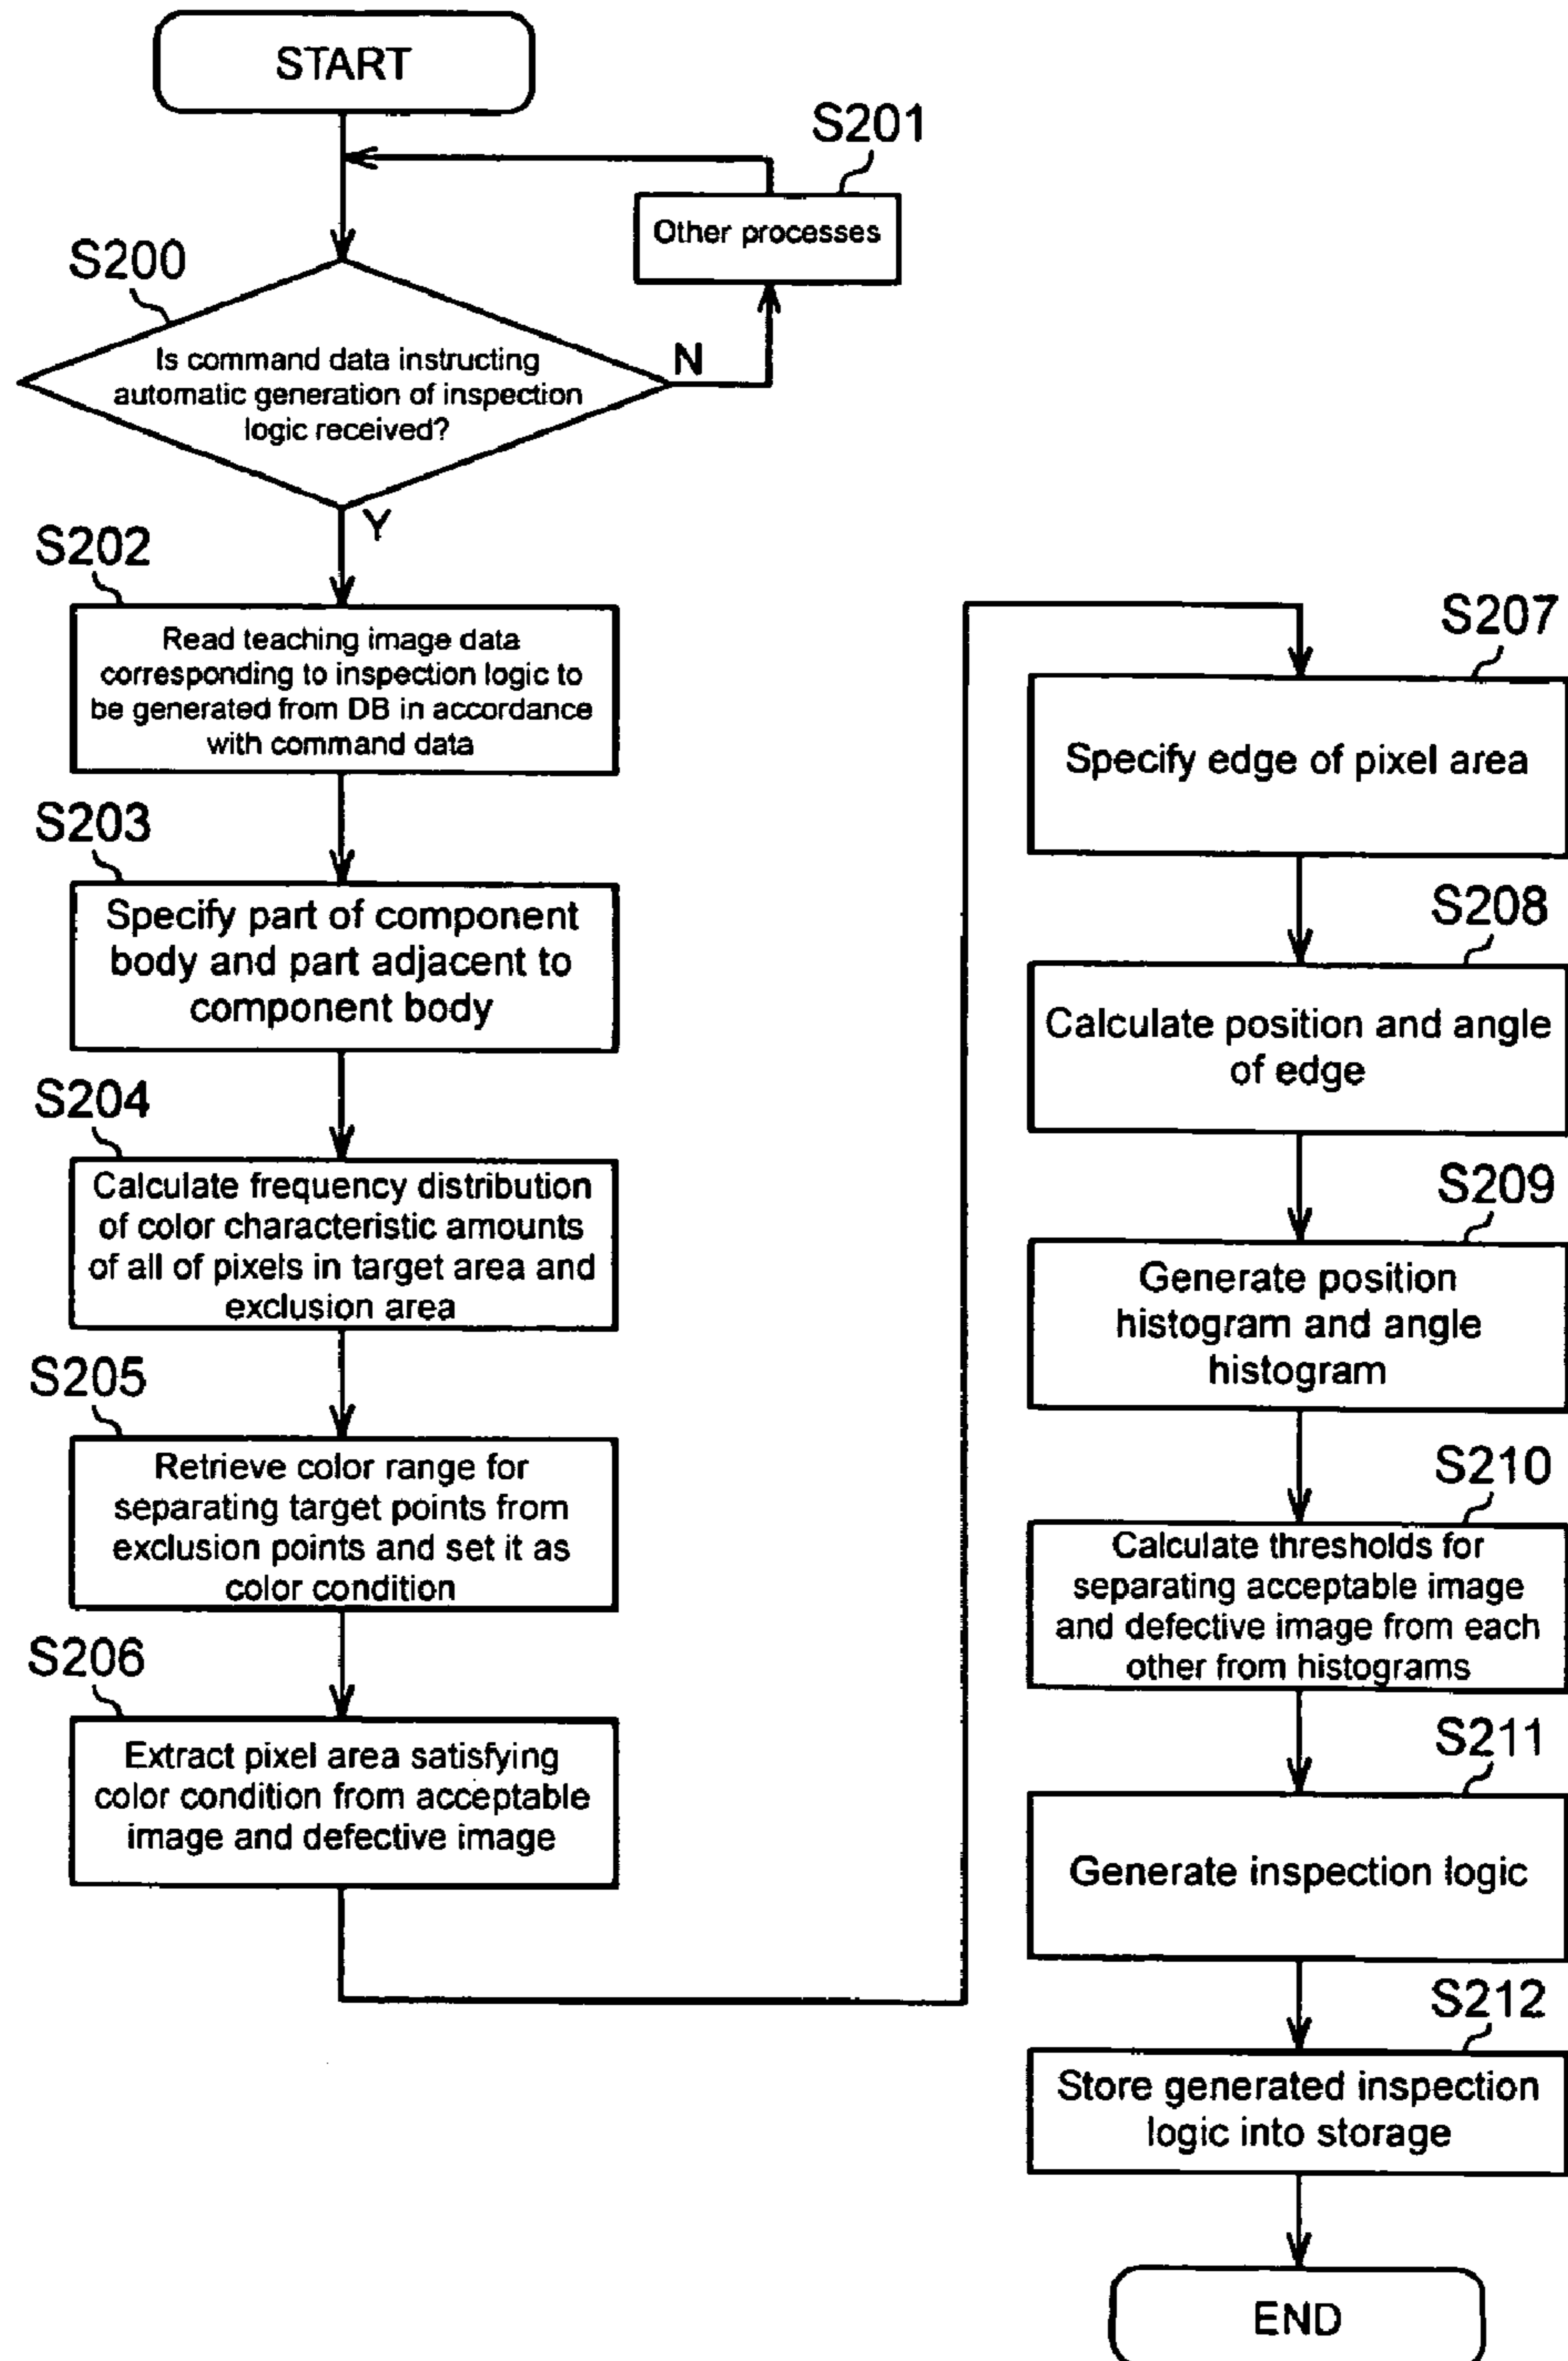 START
S201
Other processes
S200
Is command data instructing
automatic generation of inspection
logic received?
N
Y
S202
Read teaching image data
corresponding to inspection logic to
be generated from DB in accordance
with command data
S203
Specify part of component
body and part adjacent to
component body
S204
Calculate frequency distribution
of color characteristic amounts
of all of pixels in target area and
exclusion area
S205
Retrieve color range for
separating target points from
exclusion points and set it as
color condition
S206
Extract pixel area satisfying
color condition from acceptable
image and defective image
S207
Specify edge of pixel area
S208
Calculate position and angle
of edge
S209
Generate position
histogram and angle
histogram
S210
Calculate thresholds for
separating acceptable image
and defective image from each
other from histograms
S211
Generate inspection logic
S212
Store generated inspection
logic into storage
END